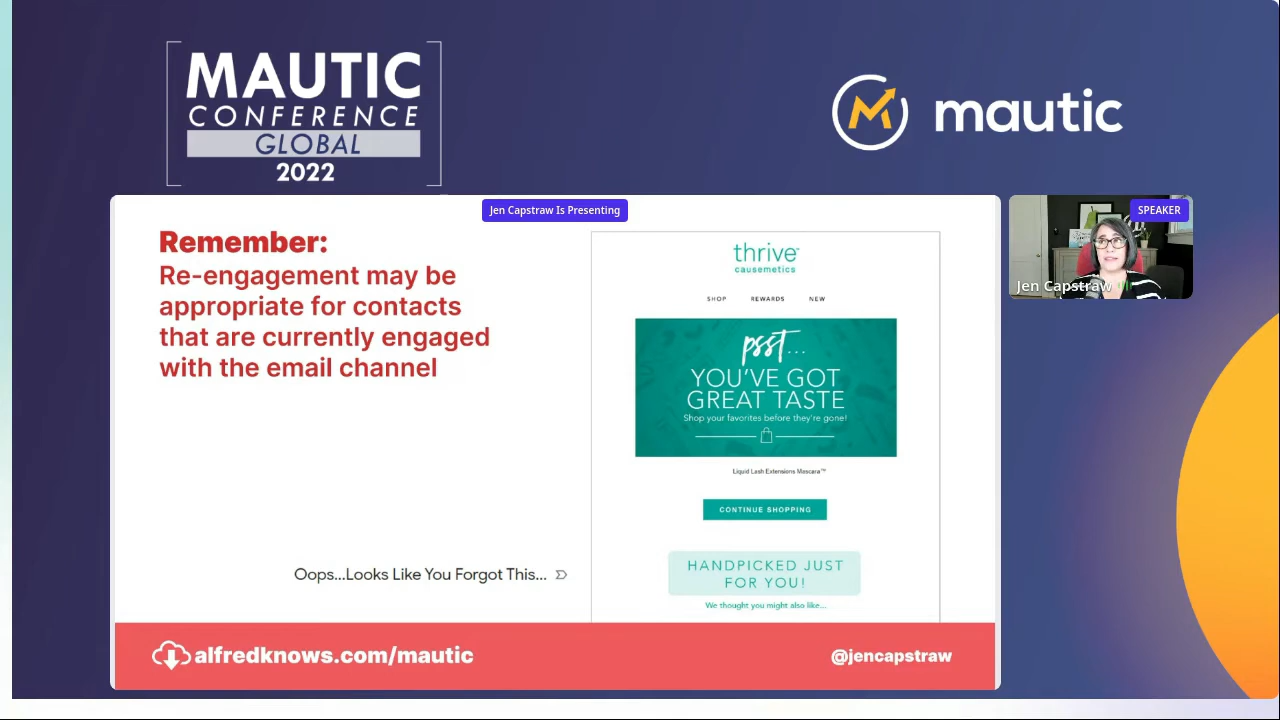 MAUTIC
CONFERENCE
GLOBAL
2022
mautic
Jen Capstraw Is Presenting
SPEAKER
Jen Capstraw
Remember:
Re-engagement may be
appropriate for contacts
that are currently engaged
with the email channel
Oops...Looks Like You Forgot This...
thrive™
causemetics
SHOP REWARDS NEW
psst...
YOU'VE GOT
GREAT TASTE
Shop your favorites before they're gone!
Liquid Lash Extensions Mascara™
CONTINUE SHOPPING
HANDPICKED JUST
FOR YOU!
We thought you might also like...
alfredknows.com/mautic
@jencapstraw